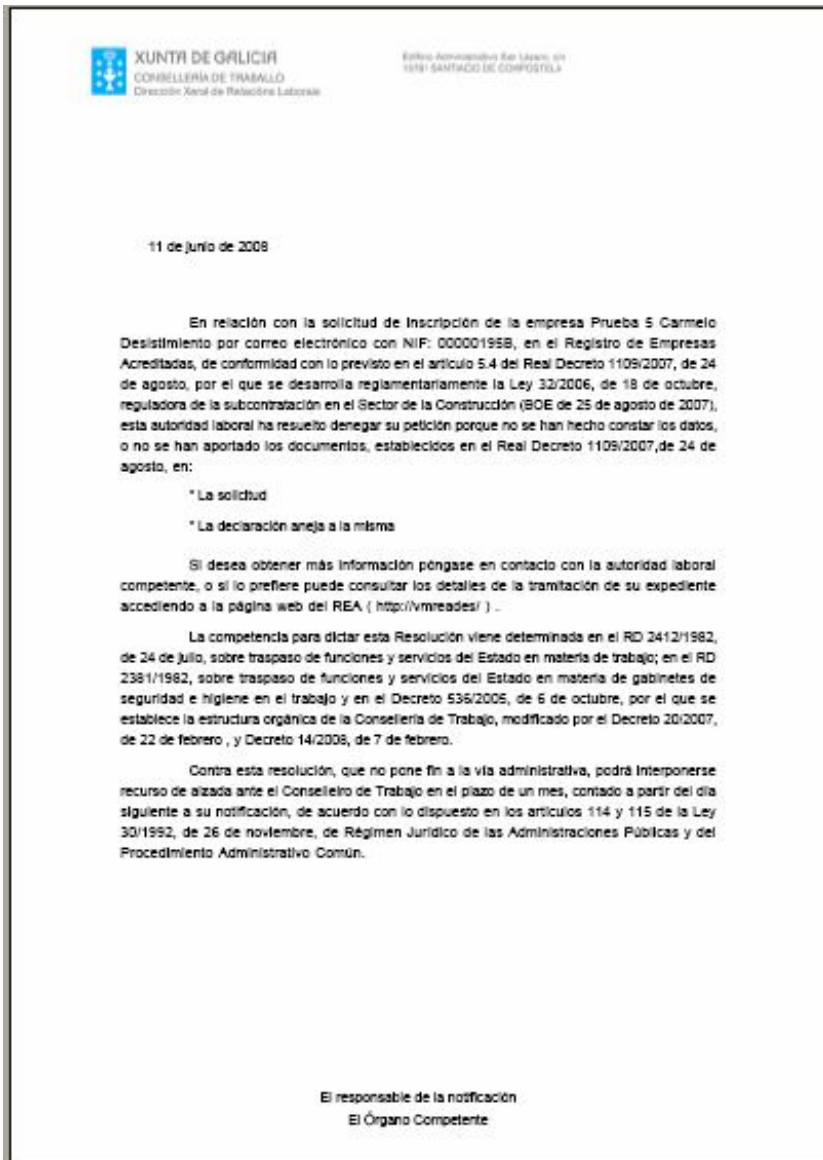 XUNTA DE GALICIA
CONSELLERÍA DE TRABALLO
Dirección Xeral de Relacións Laborais
Edificio Administrativo San Lázaro, s/n
15781 SANTIAGO DE COMPOSTELA
11 de junio de 2008
En relación con la solicitud de inscripción de la empresa Prueba 5 Carmelo
Desistimiento por correo electrónico con NIF: 00000195B, en el Registro de Empresas
Acreditadas, de conformidad con lo previsto en el artículo 5.4 del Real Decreto 1109/2007, de 24
de agosto, por el que se desarrolla reglamentariamente la Ley 32/2006, de 18 de octubre,
reguladora de la subcontratación en el Sector de la Construcción (BOE de 25 de agosto de 2007),
esta autoridad laboral ha resuelto denegar su petición porque no se han hecho constar los datos,
o no se han aportado los documentos, establecidos en el Real Decreto 1109/2007,de 24 de
agosto, en:
* La solicitud
* La declaración aneja a la misma
Si desea obtener más información póngase en contacto con la autoridad laboral
competente, o si lo prefiere puede consultar los detalles de la tramitación de su expediente
accediendo a la página web del REA ( http://vmreades/ ) .
La competencia para dictar esta Resolución viene determinada en el RD 2412/1982,
de 24 de julio, sobre traspaso de funciones y servicios del Estado en materia de trabajo; en el RD
2381/1982, sobre traspaso de funciones y servicios del Estado en materia de gabinetes de
seguridad e higiene en el trabajo y en el Decreto 536/2005, de 6 de octubre, por el que se
establece la estructura orgánica de la Consellería de Trabajo, modificado por el Decreto 20/2007,
de 22 de febrero , y Decreto 14/2008, de 7 de febrero.
Contra esta resolución, que no pone fin a la vía administrativa, podrá interponerse
recurso de alzada ante el Conselleiro de Trabajo en el plazo de un mes, contado a partir del día
siguiente a su notificación, de acuerdo con lo dispuesto en los artículos 114 y 115 de la Ley
30/1992, de 26 de noviembre, de Régimen Jurídico de las Administraciones Públicas y del
Procedimiento Administrativo Común.
El responsable de la notificación
El Órgano Competente